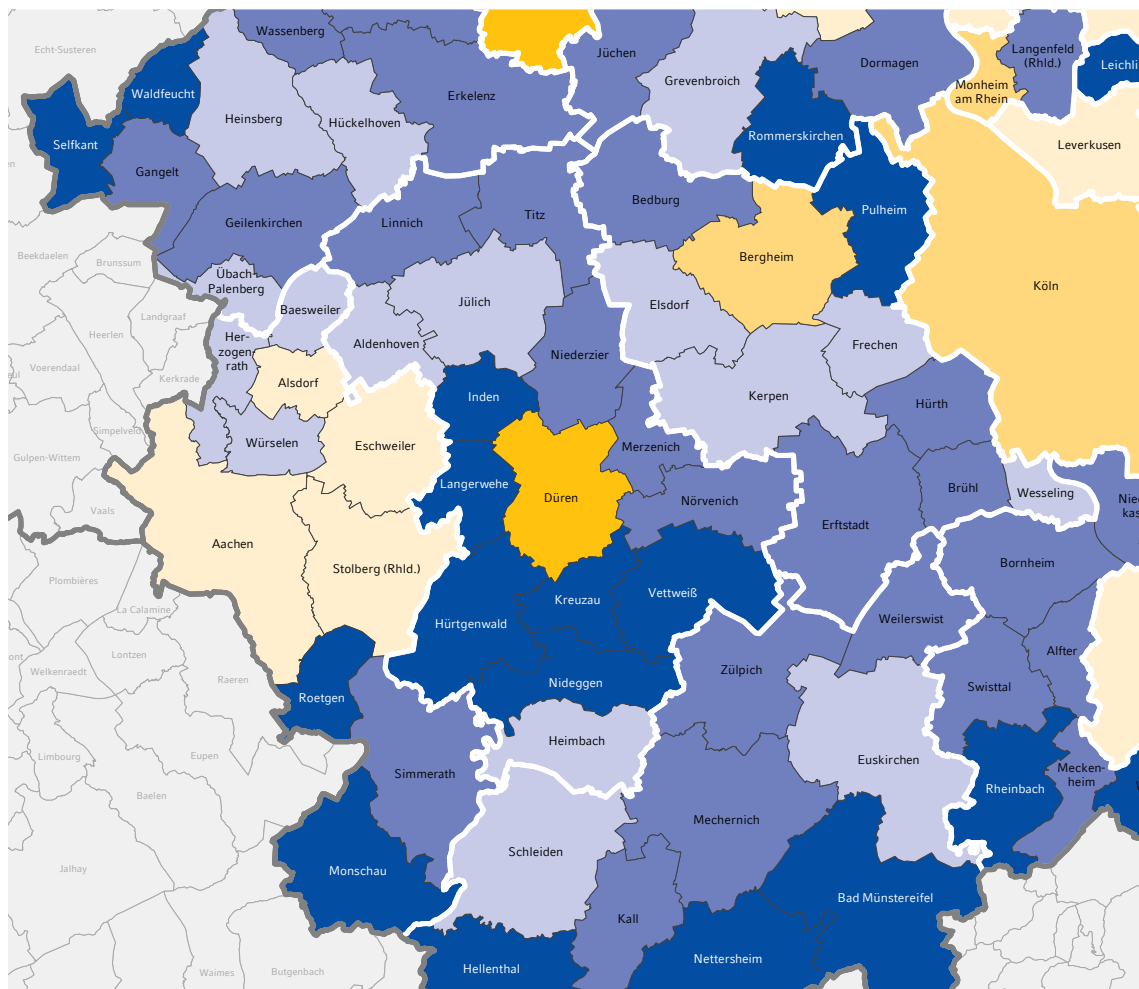 Echt-Susteren
Wassenberg
Jüchen
Dormagen
Langenfeld
(Rhld.)
Waldfeucht
Erkelenz
Grevenbroich
Monheim
am Rhein
Heinsberg
Hückelhoven
Rommerskirchen
Leverkusen
Selfkant
Gangelt
Geilenkirchen
Linnich
Titz
Bedburg
Pulheim
Beekdaelen
Brunssum
Übach-
Palenberg
Baesweiler
Jülich
Elsdorf
Bergheim
Köln
Landgraaf
Heerlen
Her-
zogen-
rath
Aldenhoven
Niederzier
Frechen
Voerendaal
Kerkrade
Alsdorf
Inden
Kerpen
Hürth
Simpelveld
Würselen
Eschweiler
Merzenich
Gulpen-Wittem
Langerwehe
Düren
Nörvenich
Brühl
Wesseling
Vaals
Erftstadt
Aachen
Stolberg (Rhld.)
Bornheim
Plombières
La Calamine
Kreuzau
Vettweiß
Hürtgenwald
Weilerswist
Lontzen
Alfter
Welkenraedt
Raeren
Roetgen
Nideggen
Zülpich
Swisttal
Limbourg
Eupen
Heimbach
Euskirchen
Simmerath
Mecken-
heim
Rheinbach
Baelen
Mechernich
Schleiden
Jalhay
Monschau
Bad Münstereifel
Kall
Waimes
Butgenbach
Hellenthal
Nettersheim